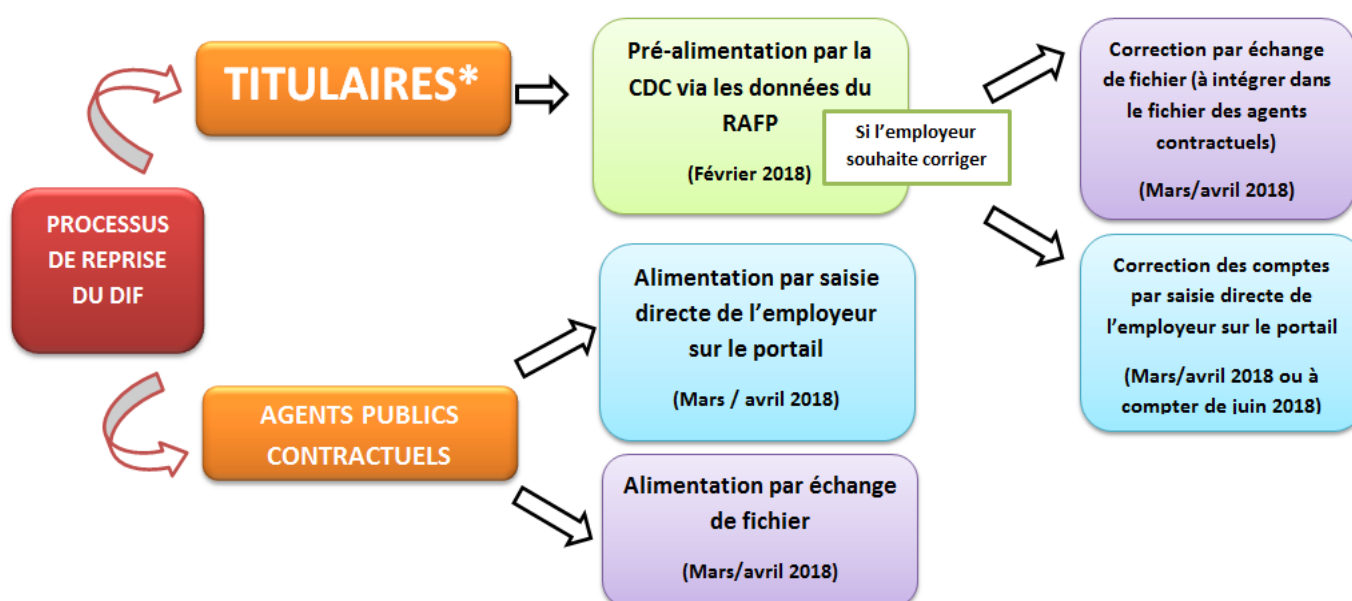 PROCESSUS
DE REPRISE
DU DIF
TITULAIRES*
Pré-alimentation par la
CDC via les données du
RAFP
(Février 2018)
Si l'employeur
souhaite corriger
Correction par échange
de fichier (à intégrer dans
le fichier des agents
contractuels)
(Mars/avril 2018)
Correction des comptes
par saisie directe de
l'employeur sur le portail
(Mars/avril 2018 ou à
compter de juin 2018)
AGENTS PUBLICS
CONTRACTUELS
Alimentation par saisie
directe de l'employeur
sur le portail
(Mars / avril 2018)
Alimentation par échange
de fichier
(Mars/avril 2018)